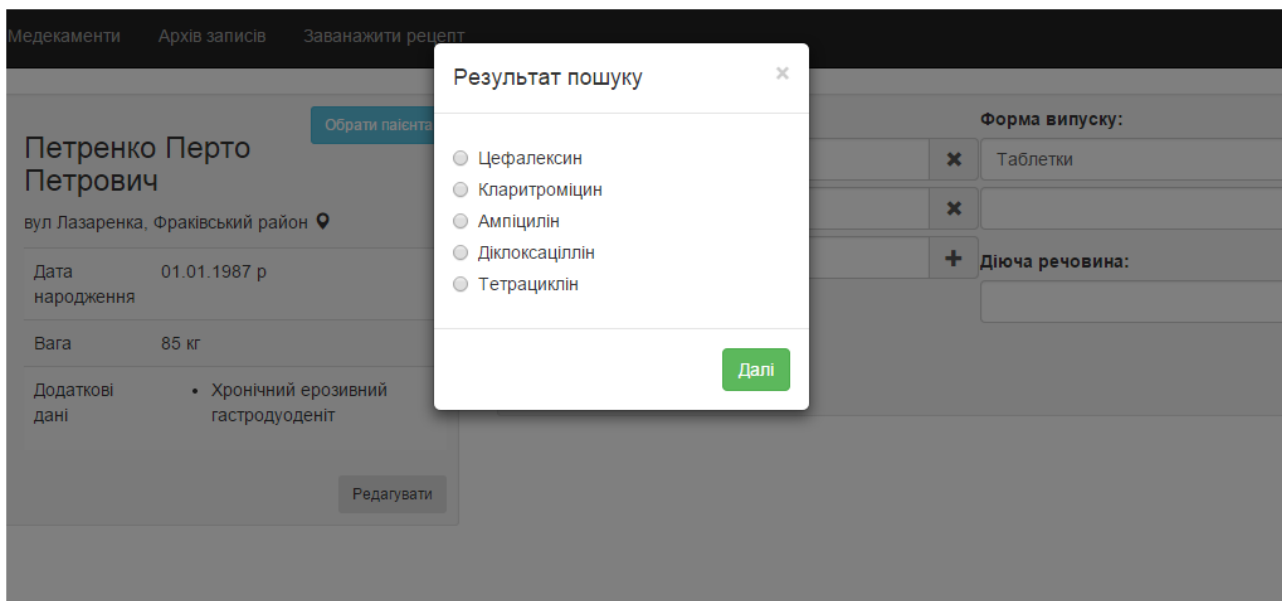 Медекаменти Архів записів Заванажити рецепт
Результат пошуку ×
Цефалексин
Кларитроміцин
Ампіцилін
Діклоксаціллін
Тетрациклін
Далі
Обрати паієнта
Петренко Перто
Петрович
вул Лазаренка, Фраківський район
Дата 01.01.1987 р
народження
Вага 85 кг
Додаткові • Хронічний ерозивний
дані гастродуоденіт
Редагувати
Форма випуску:
Таблетки
Діюча речовина: